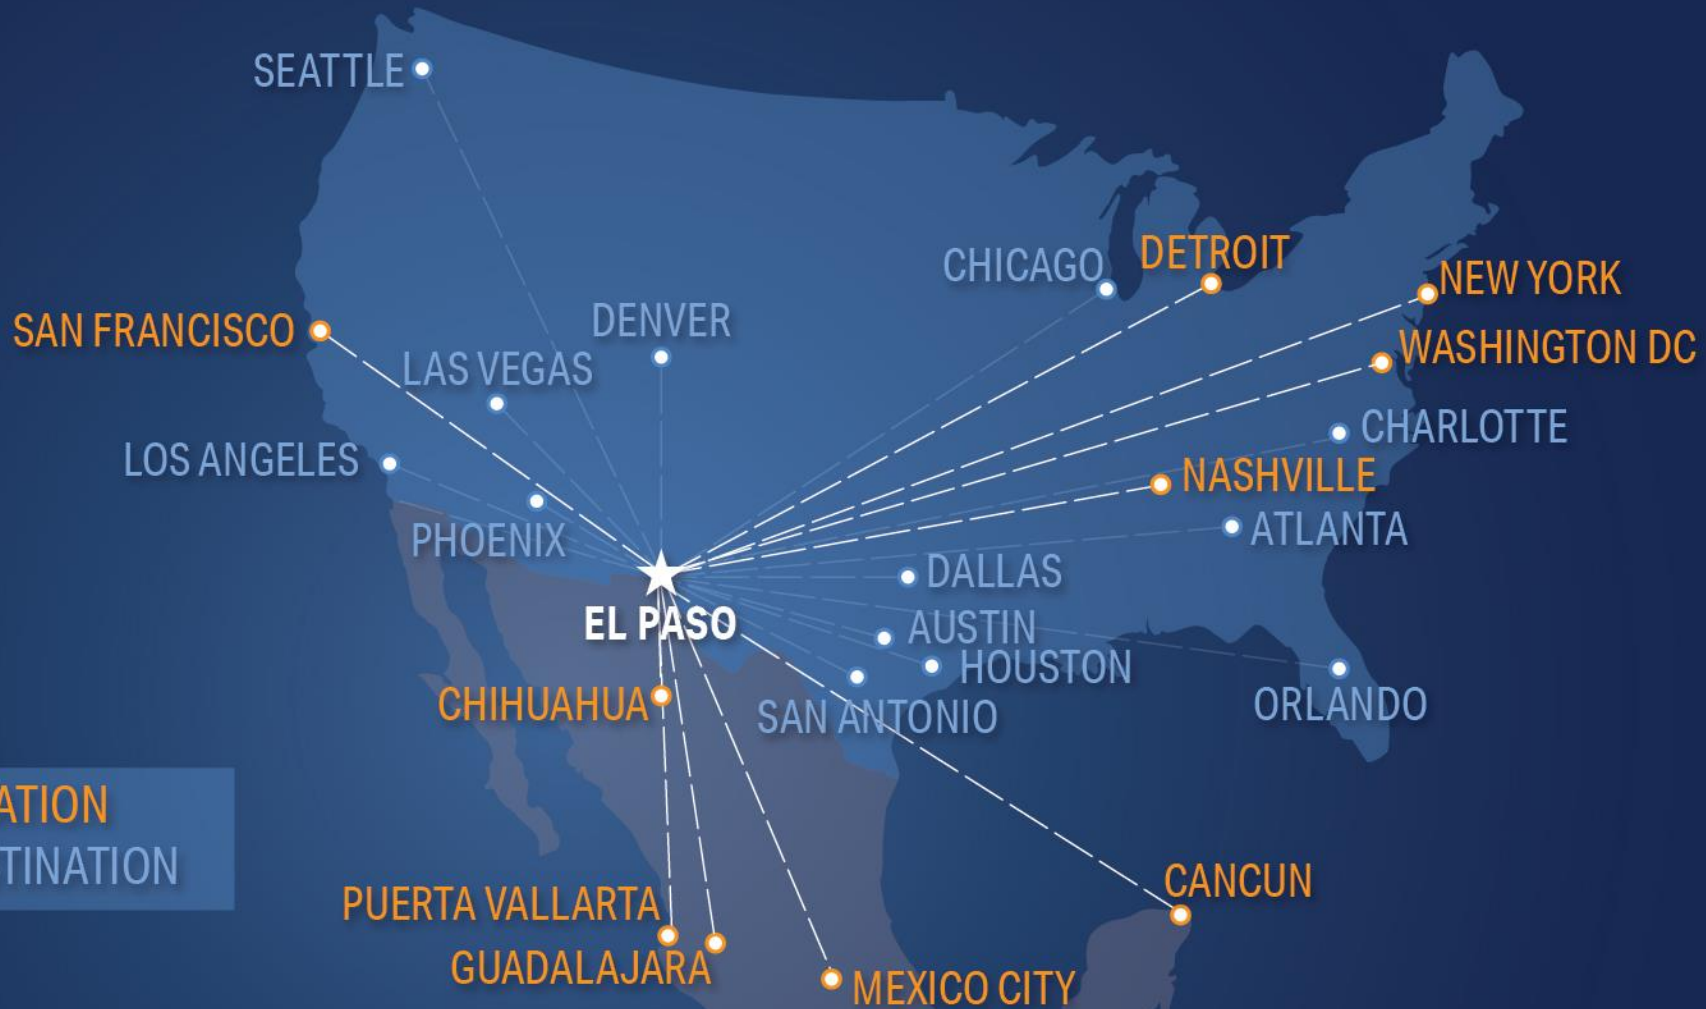 SEATTLE
CHICAGO
DETROIT
NEW YORK
SAN FRANCISCO
DENVER
WASHINGTON DC
LAS VEGAS
CHARLOTTE
LOS ANGELES
NASHVILLE
PHOENIX
ATLANTA
DALLAS
EL PASO
AUSTIN
HOUSTON
CHIHUAHUA
SAN ANTONIO
ORLANDO
ATION
TINATION
CANCUN
PUERTA VALLARTA
GUADALAJARA
MEXICO CITY